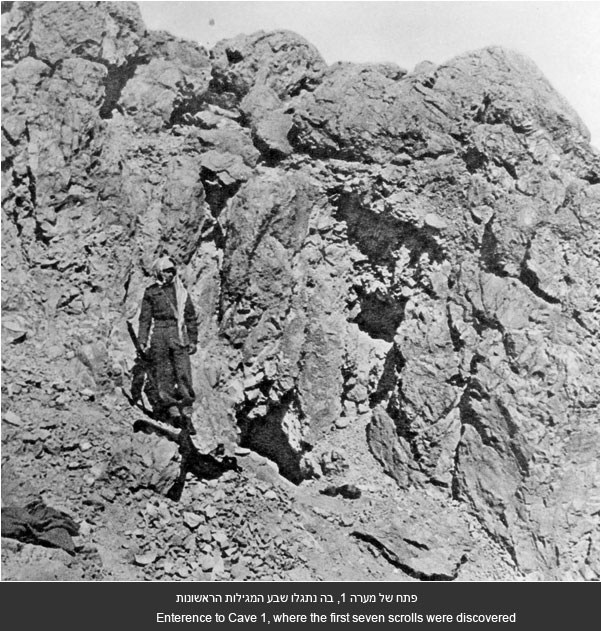 פתח של מערה 1, בה נתגלו שבע המגילות הראשונות
Enterence to Cave 1, where the first seven scrolls were discovered